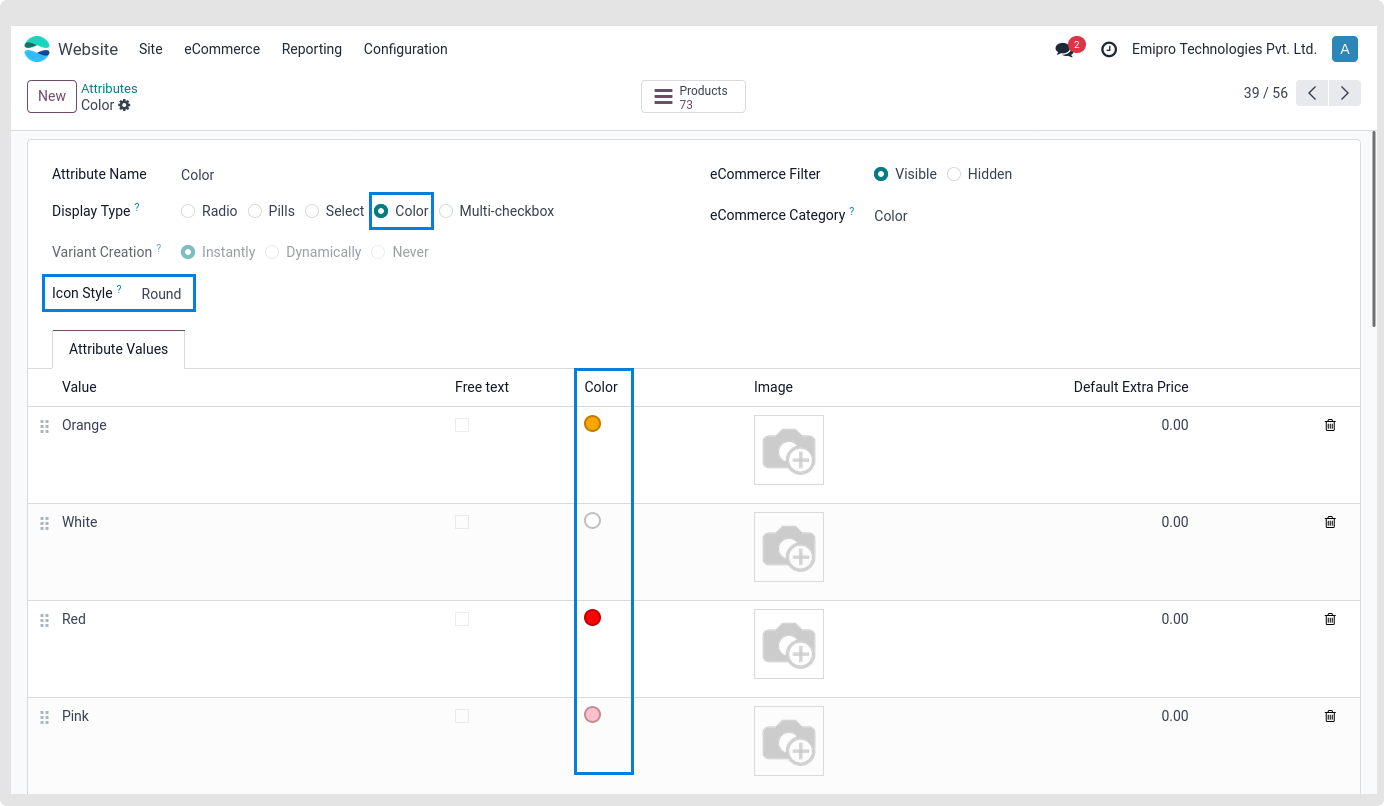 Website Site eCommerce Reporting Configuration 2 Emipro Technologies Pvt. Ltd. A
New Attributes
Color
Products
73
39 / 56
Attribute Name Color eCommerce Filter Visible Hidden
Display Type ? Radio Pills Select Color Multi-checkbox eCommerce Category ? Color
Variant Creation ? Instantly Dynamically Never
Icon Style ? Round
Attribute Values
Value Free text Color Image Default Extra Price
Orange 0.00
White 0.00
Red 0.00
Pink 0.00